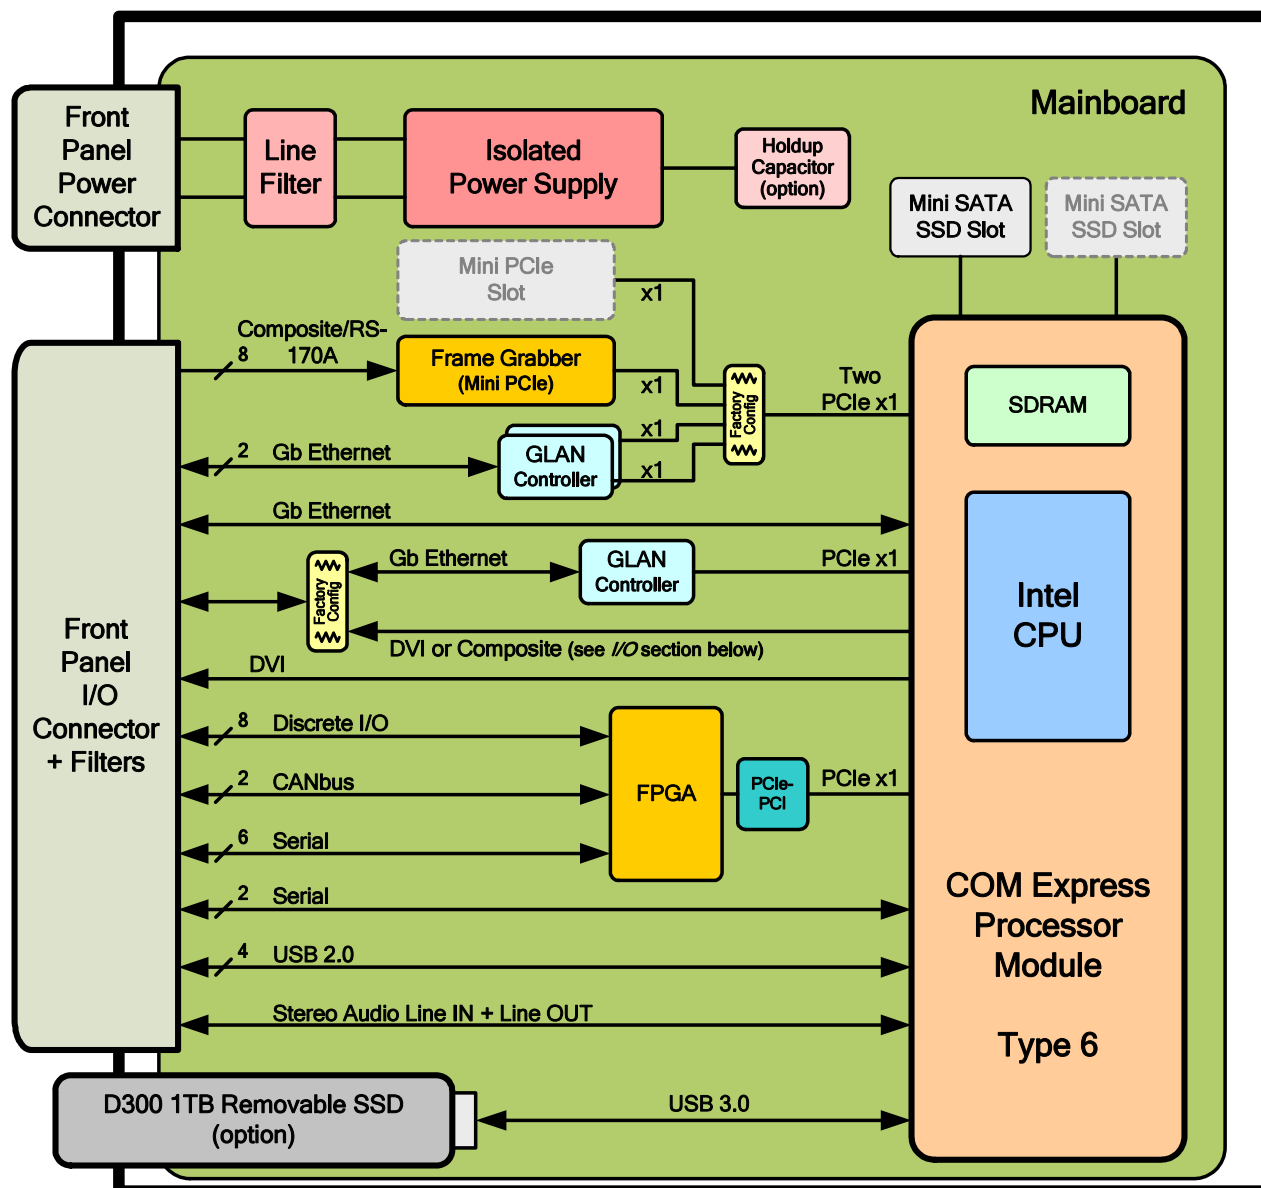 Mainboard
Front
Panel
Power
Connector
Line
Filter
Isolated
Power Supply
Holdup
Capacitor
(option)
Mini SATA
SSD Slot
Mini SATA
SSD Slot
Mini PCIe
Slot
x1
Composite/RS-
170A
8
Frame Grabber
(Mini PCIe)
x1
Factory
Config
Two
PCIe x1
SDRAM
2
Gb Ethernet
GLAN
Controller
x1
x1
Gb Ethernet
Factory
Config
Gb Ethernet
GLAN
Controller
PCIe x1
Intel
CPU
DVI or Composite (see I/O section below)
DVI
Front
Panel
I/O
Connector
+ Filters
8
Discrete I/O
2
CANbus
6
Serial
FPGA
PCIe-
PCI
PCIe x1
2
Serial
4
USB 2.0
Stereo Audio Line IN + Line OUT
COM Express
Processor
Module
Type 6
D300 1TB Removable SSD
(option)
USB 3.0